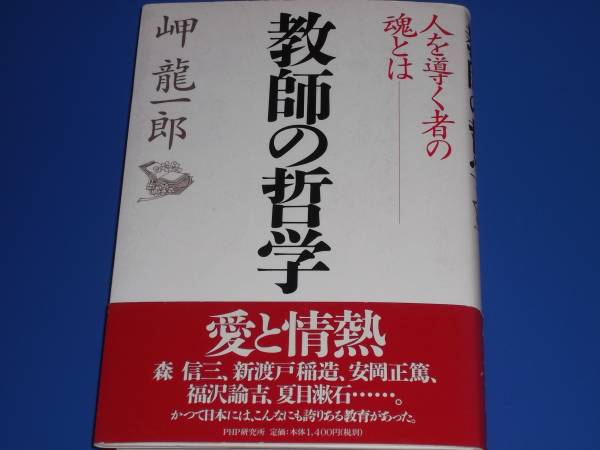 人を導く者の
魂とは
教師の哲学
岬 龍一郎
愛と情熱
森 信三、新渡戸稲造、安岡正篤、
福沢諭吉、夏目漱石……。
かつて日本には、こんなにも誇りある教育があった。
PHP研究所 定価:本体1,400円(税別)